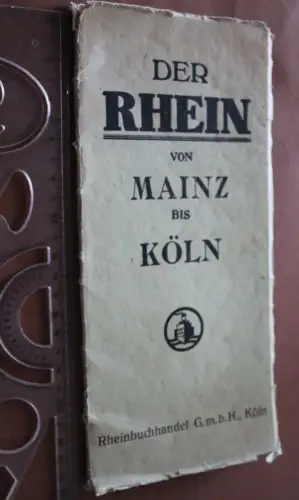 DER
RHEIN
VON
MAINZ
BIS
KÖLN
Rheinbuchhandel G.m.b.H., Köln